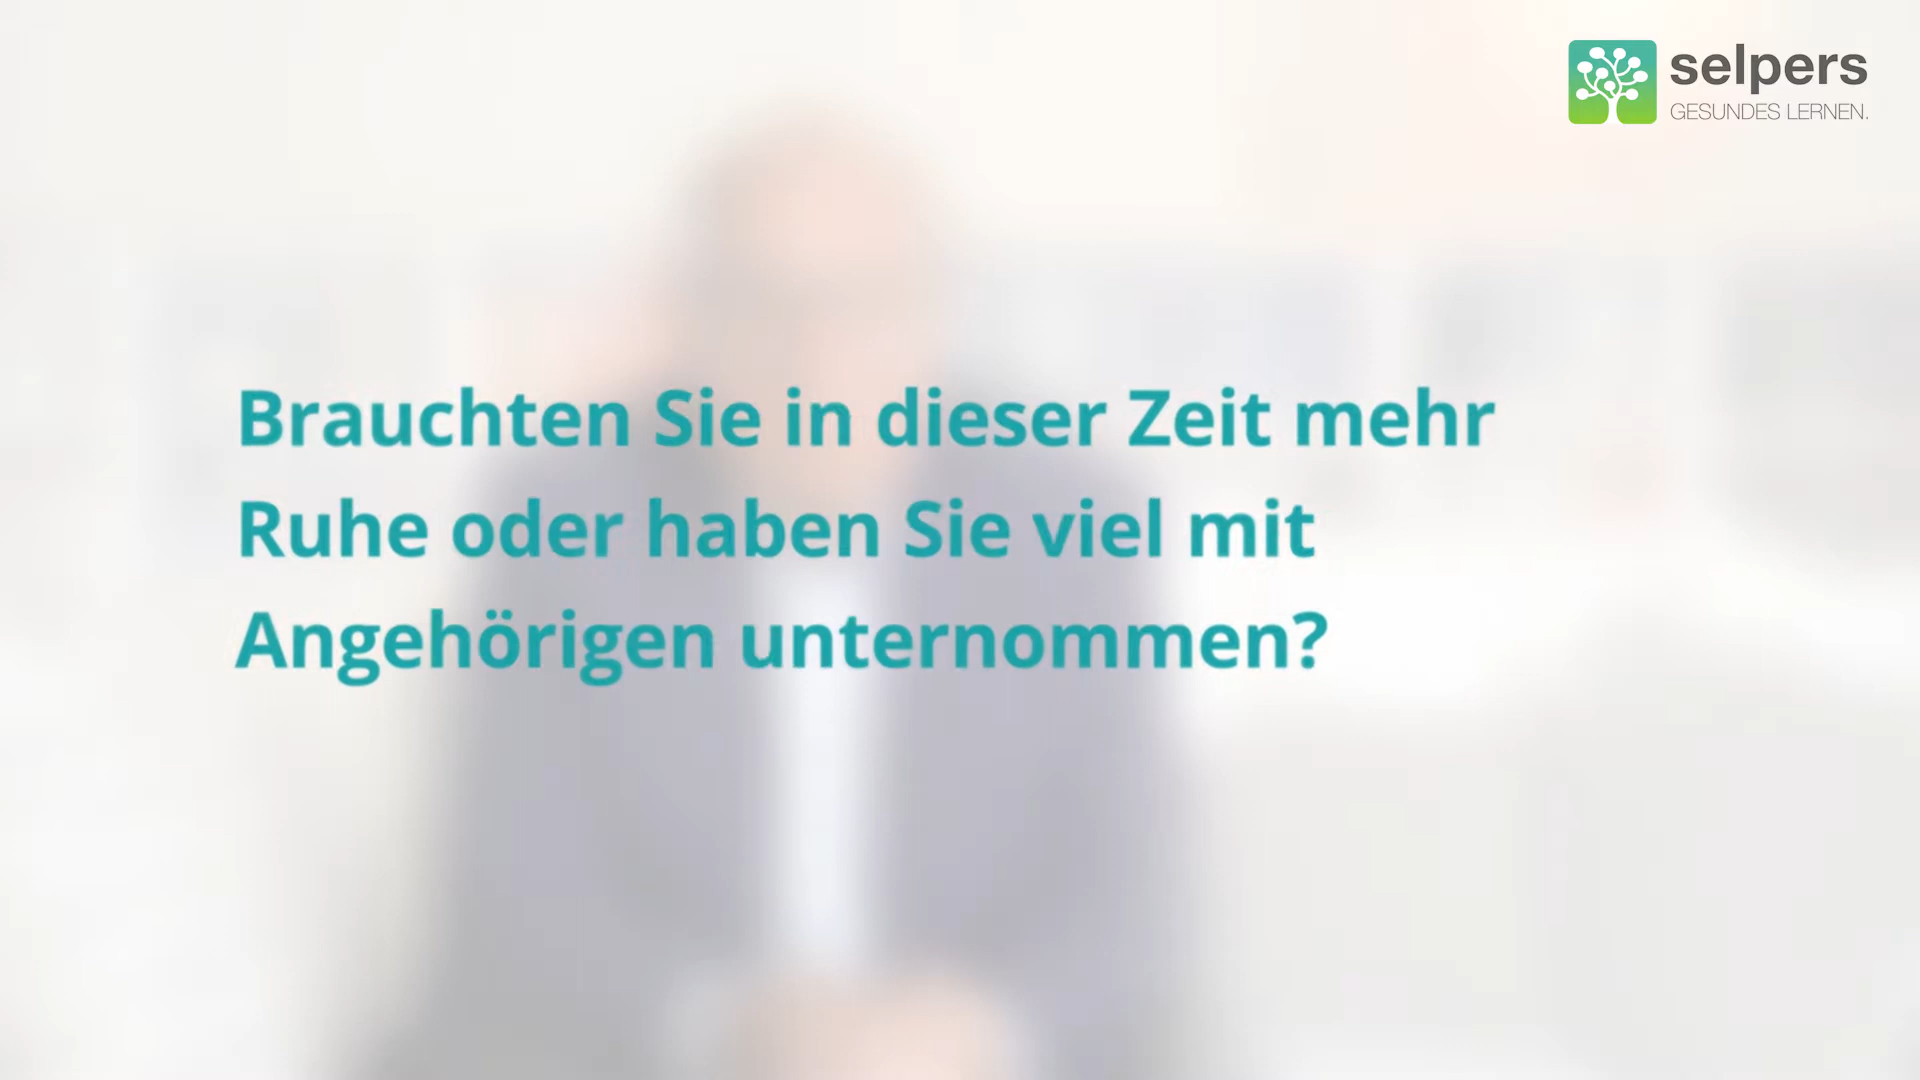 selpers
GESUNDES LERNEN.
Brauchten Sie in dieser Zeit mehr
Ruhe oder haben Sie viel mit
Angehörigen unternommen?